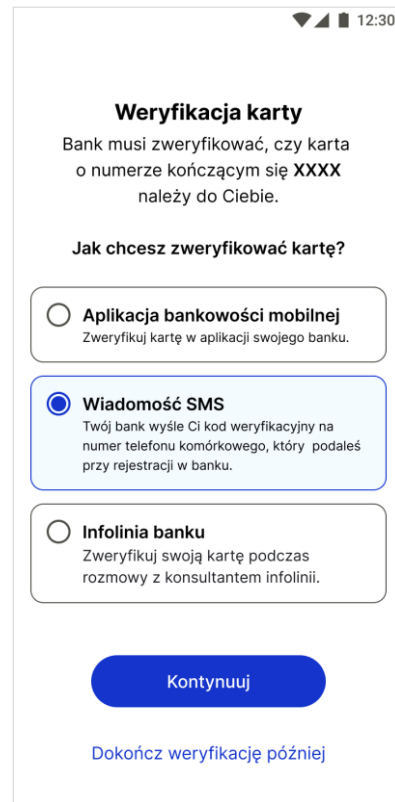 12:30
Weryfikacja karty
Bank musi zweryfikować, czy karta
o numerze kończącym się XXXX
należy do Ciebie.
Jak chcesz zweryfikować kartę?
Aplikacja bankowości mobilnej
Zweryfikuj kartę w aplikacji swojego banku.
Wiadomość SMS
Twój bank wyśle Ci kod weryfikacyjny na
numer telefonu komórkowego, który podałeś
przy rejestracji w banku.
Infolinia banku
Zweryfikuj swoją kartę podczas
rozmowy z konsultantem infolinii.
Kontynuuj
Dokończ weryfikację później